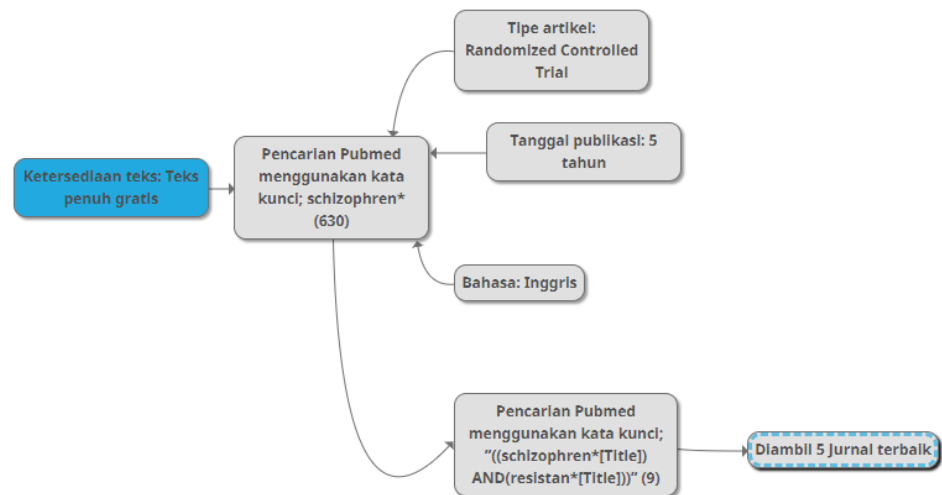 Tipe artikel:
Randomized Controlled
Trial
Tanggal publikasi: 5
tahun
Pencarian Pubmed
menggunakan kata
kunci; schizophren*
(630)
Ketersediaan teks: Teks
penuh gratis
Bahasa: Inggris
Pencarian Pubmed
menggunakan kata kunci;
"((schizophren*[Title])
AND(resistan*[Title]))" (9)
Diambil 5 Jurnal terbaik